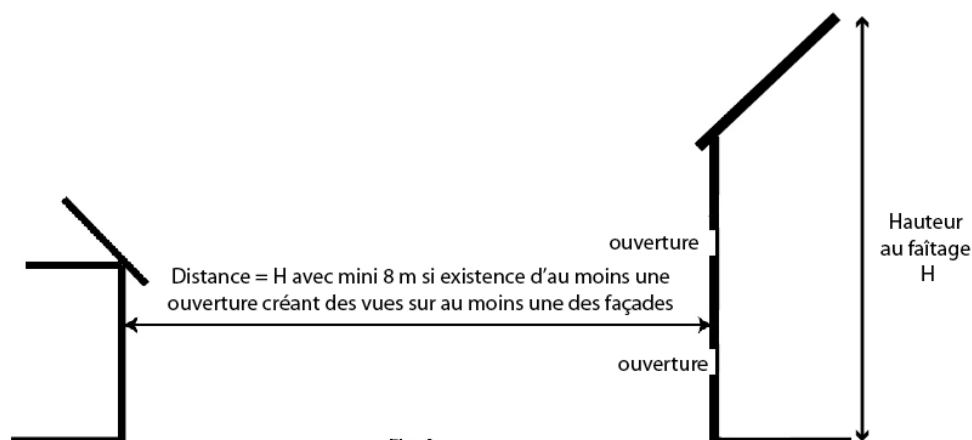 ouverture
Distance = H avec mini 8 m si existence d'au moins une
ouverture créant des vues sur au moins une des façades
ouverture
Hauteur
au faîtage
H